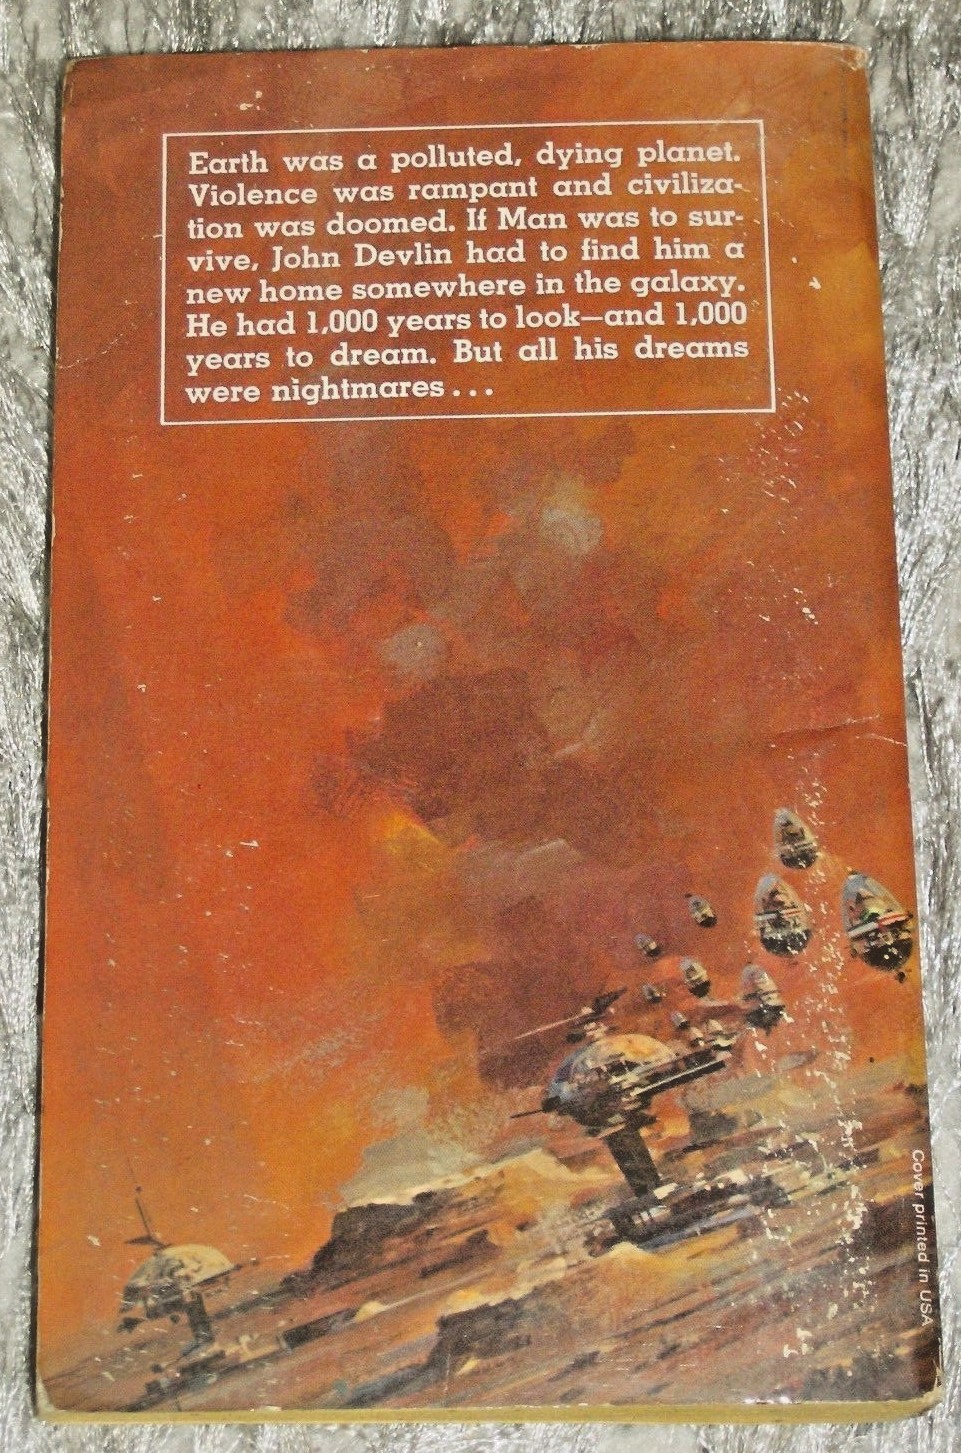 Earth was a polluted, dying planet.
Violence was rampant and civiliza-
tion was doomed. If Man was to sur-
vive, John Devlin had to find him a
new home somewhere in the galaxy.
He had 1,000 years to look—and 1,000
years to dream. But all his dreams
were nightmares...
Cover printed in USA